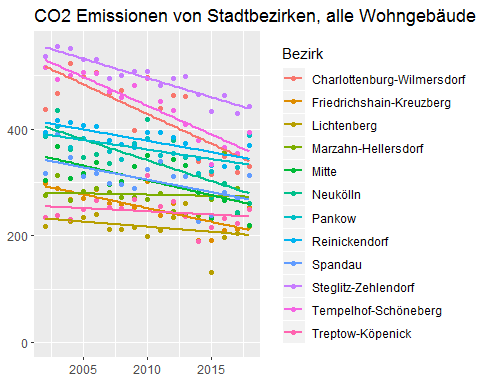 CO2 Emissionen von Stadtbezirken, alle Wohngebäude
Bezirk
Charlottenburg-Wilmersdorf
Friedrichshain-Kreuzberg
Lichtenberg
Marzahn-Hellersdorf
Mitte
Neukölln
Pankow
Reinickendorf
Spandau
Steglitz-Zehlendorf
Tempelhof-Schöneberg
Treptow-Köpenick
400
200
0
2005 2010 2015